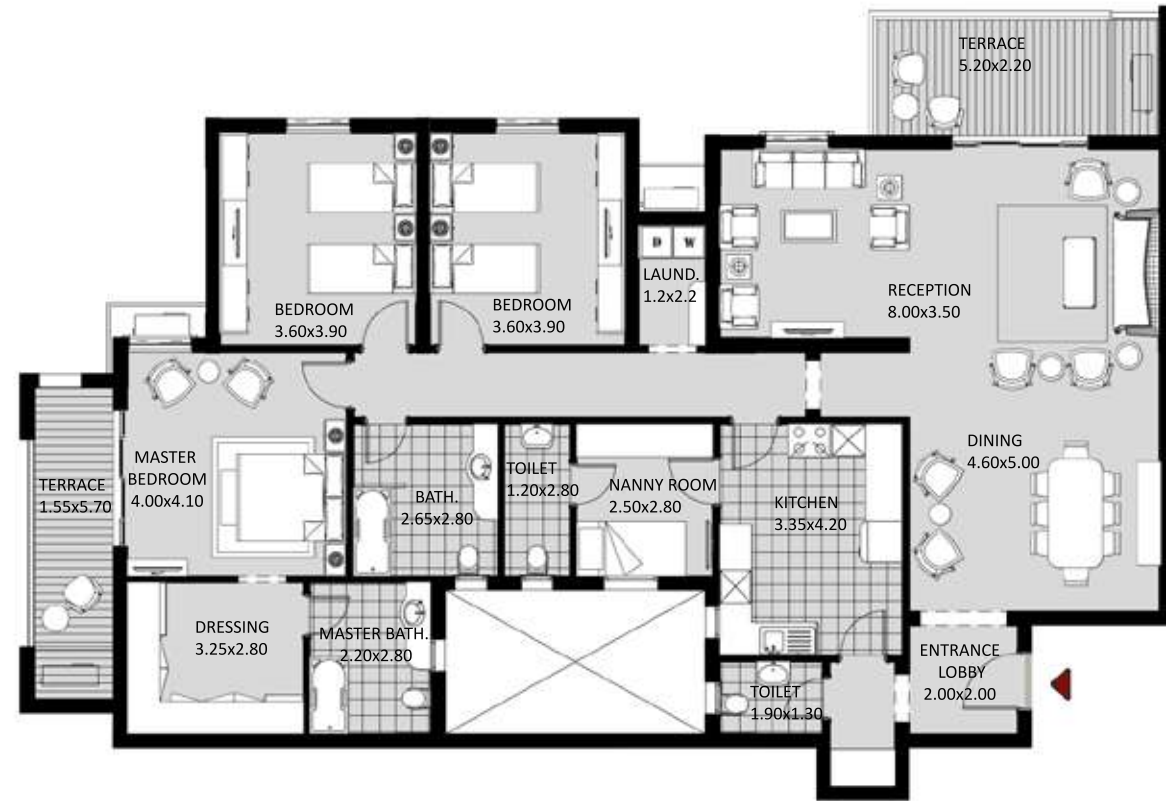 TERRACE
5.20x2.20
D W
LAUND.
1.2x2.2
RECEPTION
8.00x3.50
BEDROOM
3.60x3.90
BEDROOM
3.60x3.90
DINING
4.60x5.00
MASTER
BEDROOM
4.00x4.10
TERRACE
1.55x5.70
BATH.
2.65x2.80
TOILET
1.20x2.80
NANNY ROOM
2.50x2.80
KITCHEN
3.35x4.20
DRESSING
3.25x2.80
MASTER BATH.
2.20x2.80
ENTRANCE
LOBBY
2.00x2.00
TOILET
1.90x1.30